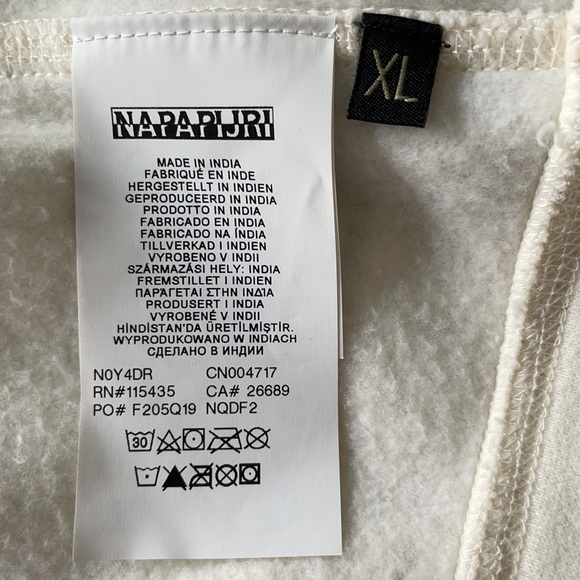 XL
NAPAPIJRI
MADE IN INDIA
FABRIQUÉ EN INDE
HERGESTELLT IN INDIEN
GEPRODUCEERD IN INDIA
PRODOTTO IN INDIA
FABRICADO EN INDIA
FABRICADO NA ÍNDIA
TILLVERKAD I INDIEN
VYROBENO V INDII
SZÁRMAZÁSI HELY: INDIA
FREMSTILLET I INDIEN
ΠΑΡΑΓΕΤΑΙ ΣΤΗΝ ΙΝΔΙΑ
PRODUSERT I INDIA
VYROBENÉ V INDII
HİNDİSTAN'DA ÜRETİLMİŞTİR.
WYPRODUKOWANO W INDIACH
СДЕЛАНО В ИНДИИ
N0Y4DR CN004717
RN#115435 CA# 26689
PO# F205Q19 NQDF2
30